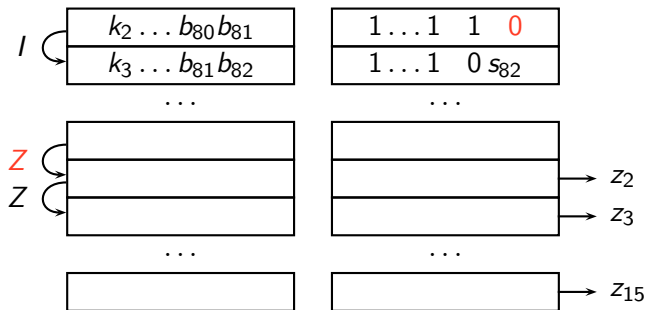 I k₂ … b₈₀b₈₁ 1…1 1 0
k₃ … b₈₁b₈₂ 1…1 0 s₈₂
… …
Z z₂
Z z₃
… …
z₁₅